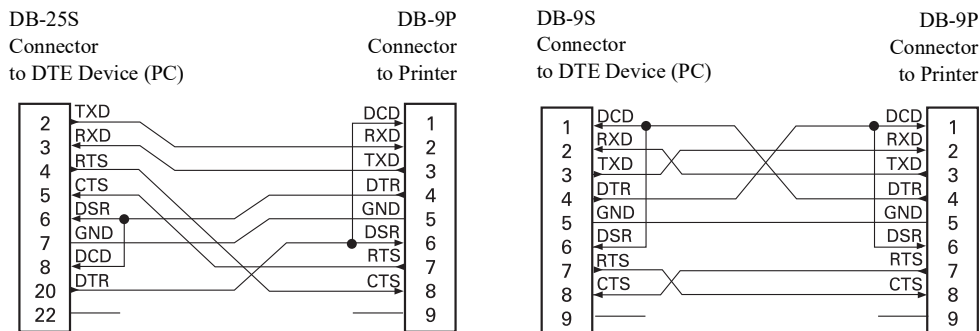 DB-25S
Connector
to DTE Device (PC)
DB-9P
Connector
to Printer
2 TXD DCD 1
3 RXD RXD 2
4 RTS TXD 3
5 CTS DTR 4
6 DSR GND 5
7 GND DSR 6
8 DCD RTS 7
20 DTR CTS 8
22 9
DB-9S
Connector
to DTE Device (PC)
DB-9P
Connector
to Printer
1 DCD DCD 1
2 RXD RXD 2
3 TXD TXD 3
4 DTR DTR 4
5 GND GND 5
6 DSR DSR 6
7 RTS RTS 7
8 CTS CTS 8
9 9